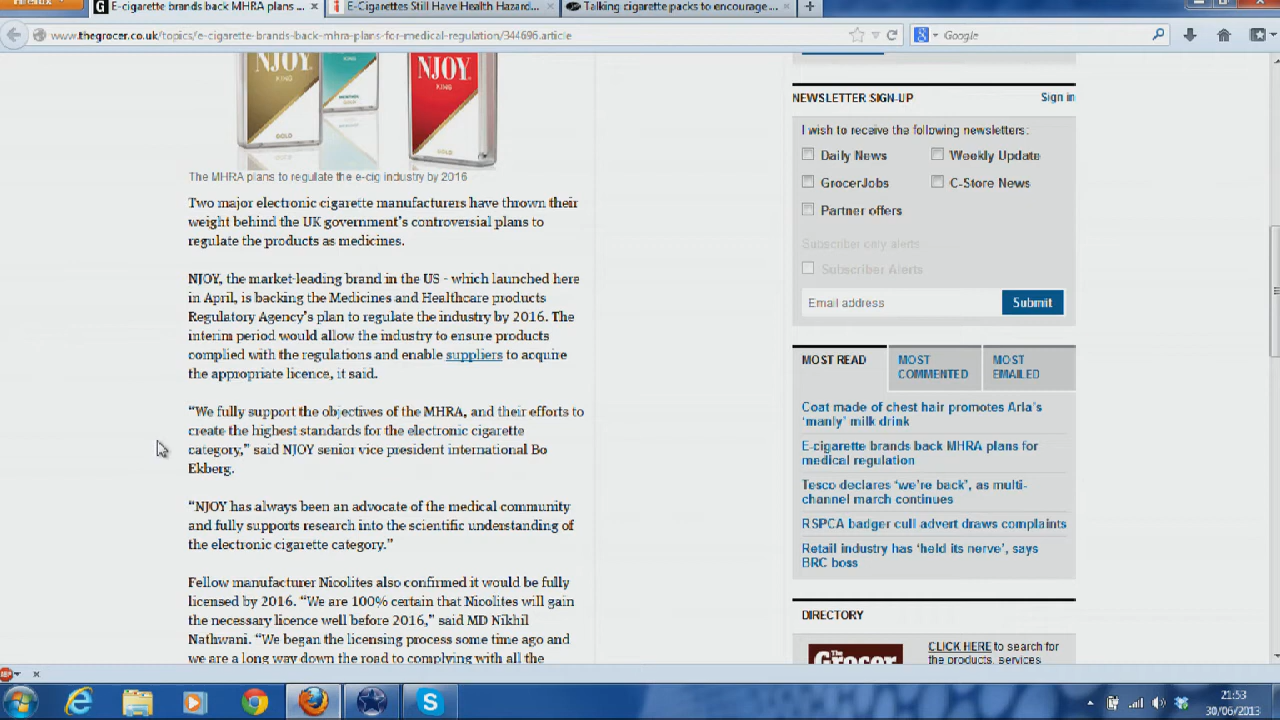 Firefox
E-cigarette brands back MHRA plans ...
E-Cigarettes Still Have Health Hazard...
Talking cigarette packs to encourage ...
www.thegrocer.co.uk/topics/e-cigarette-brands-back-mhra-plans-for-medical-regulation/344696.article
Google
NJOY
KING
GOLD
MENTHOL
GOLD
NJOY
KING
GOLD
The MHRA plans to regulate the e-cig industry by 2016
Two major electronic cigarette manufacturers have thrown their
weight behind the UK government's controversial plans to
regulate the products as medicines.
NJOY, the market-leading brand in the US - which launched here
in April, is backing the Medicines and Healthcare products
Regulatory Agency's plan to regulate the industry by 2016. The
interim period would allow the industry to ensure products
complied with the regulations and enable suppliers to acquire
the appropriate licence, it said.
“We fully support the objectives of the MHRA, and their efforts to
create the highest standards for the electronic cigarette
category,” said NJOY senior vice president international Bo
Ekberg.
“NJOY has always been an advocate of the medical community
and fully supports research into the scientific understanding of
the electronic cigarette category.”
Fellow manufacturer Nicolites also confirmed it would be fully
licensed by 2016. “We are 100% certain that Nicolites will gain
the necessary licence well before 2016,” said MD Nikhil
Nathwani. “We began the licensing process some time ago and
we are a long way down the road to complying with all the
NEWSLETTER SIGN-UP
Sign in
I wish to receive the following newsletters:
Daily News
Weekly Update
GrocerJobs
C-Store News
Partner offers
Subscriber only alerts
Subscriber Alerts
Email address
Submit
MOST READ
MOST
COMMENTED
MOST
EMAILED
Coat made of chest hair promotes Arla's
'manly' milk drink
E-cigarette brands back MHRA plans for
medical regulation
Tesco declares 'we're back', as multi-
channel march continues
RSPCA badger cull advert draws complaints
Retail industry has 'held its nerve', says
BRC boss
DIRECTORY
The Grocer
CLICK HERE to search for
the products, services
21:53
30/06/2013